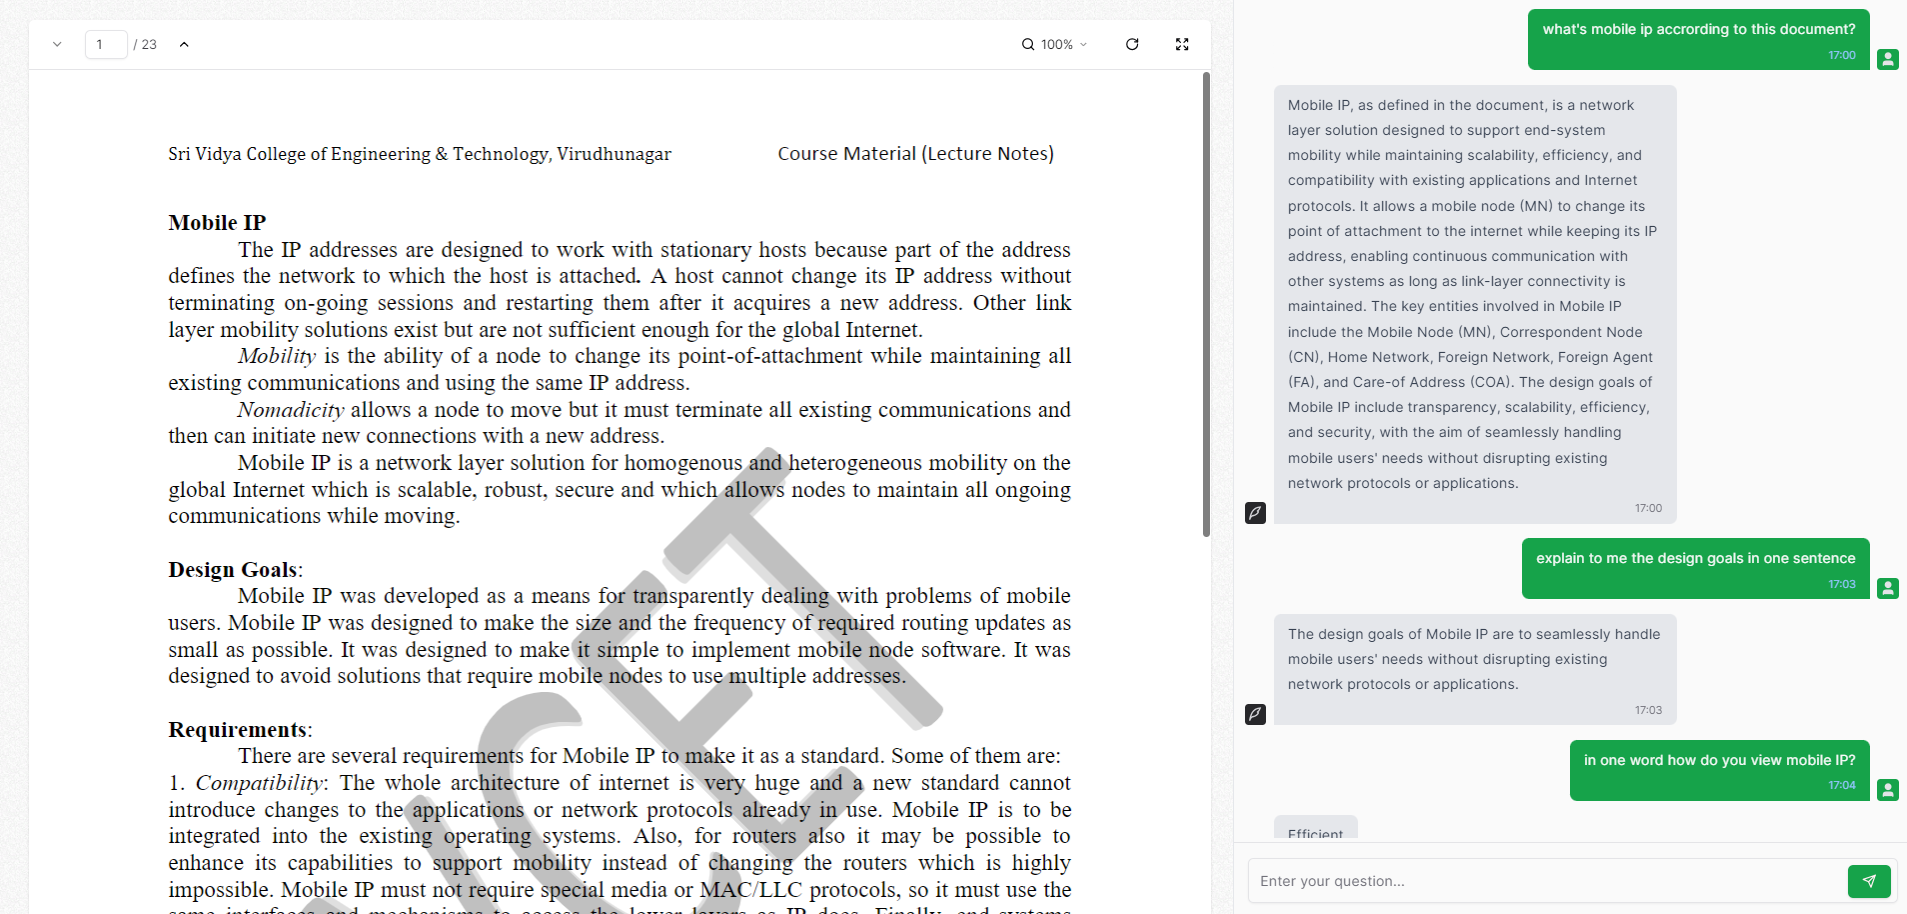 1 / 23
100%
Sri Vidya College of Engineering & Technology, Virudhunagar Course Material (Lecture Notes)
Mobile IP
The IP addresses are designed to work with stationary hosts because part of the address
defines the network to which the host is attached. A host cannot change its IP address without
terminating on-going sessions and restarting them after it acquires a new address. Other link
layer mobility solutions exist but are not sufficient enough for the global Internet.
Mobility is the ability of a node to change its point-of-attachment while maintaining all
existing communications and using the same IP address.
Nomadicity allows a node to move but it must terminate all existing communications and
then can initiate new connections with a new address.
Mobile IP is a network layer solution for homogenous and heterogeneous mobility on the
global Internet which is scalable, robust, secure and which allows nodes to maintain all ongoing
communications while moving.
Design Goals:
Mobile IP was developed as a means for transparently dealing with problems of mobile
users. Mobile IP was designed to make the size and the frequency of required routing updates as
small as possible. It was designed to make it simple to implement mobile node software. It was
designed to avoid solutions that require mobile nodes to use multiple addresses.
Requirements:
There are several requirements for Mobile IP to make it as a standard. Some of them are:
1. Compatibility: The whole architecture of internet is very huge and a new standard cannot
introduce changes to the applications or network protocols already in use. Mobile IP is to be
integrated into the existing operating systems. Also, for routers also it may be possible to
enhance its capabilities to support mobility instead of changing the routers which is highly
impossible. Mobile IP must not require special media or MAC/LLC protocols, so it must use the
same interfaces and mechanisms to access the lower layers as IP does. Finally, end-systems
VCET
what's mobile ip accrording to this document?
17:00
Mobile IP, as defined in the document, is a network
layer solution designed to support end-system
mobility while maintaining scalability, efficiency, and
compatibility with existing applications and Internet
protocols. It allows a mobile node (MN) to change its
point of attachment to the internet while keeping its IP
address, enabling continuous communication with
other systems as long as link-layer connectivity is
maintained. The key entities involved in Mobile IP
include the Mobile Node (MN), Correspondent Node
(CN), Home Network, Foreign Network, Foreign Agent
(FA), and Care-of Address (COA). The design goals of
Mobile IP include transparency, scalability, efficiency,
and security, with the aim of seamlessly handling
mobile users' needs without disrupting existing
network protocols or applications.
17:00
explain to me the design goals in one sentence
17:03
The design goals of Mobile IP are to seamlessly handle
mobile users' needs without disrupting existing
network protocols or applications.
17:03
in one word how do you view mobile IP?
17:04
Efficient
Enter your question...